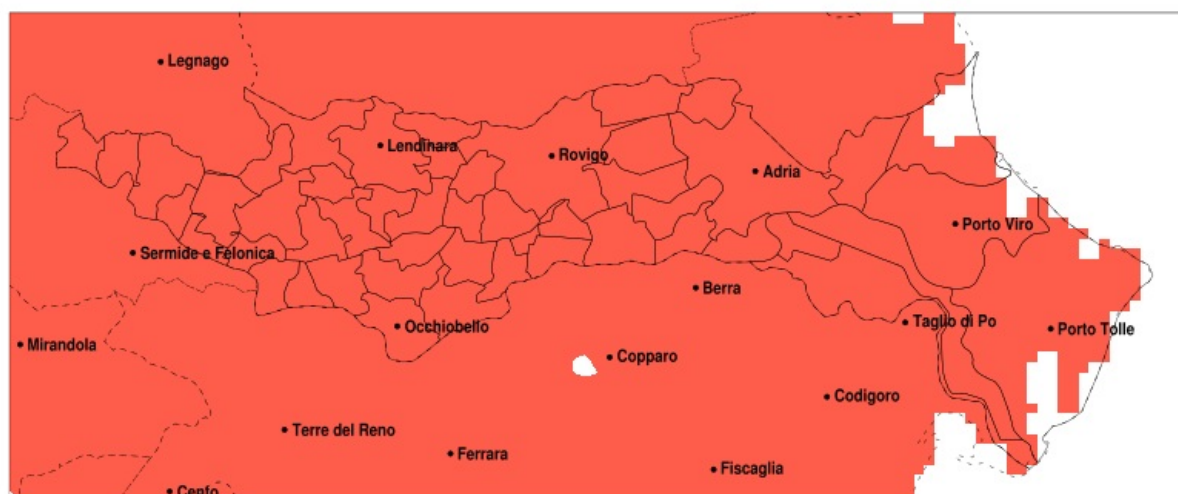 Legnago
Lendinara
Rovigo
Adria
Porto Viro
Sermide e Felonica
Berra
Taglio di Po
Porto Tolle
Occhiobello
Mirandola
Copparo
Codigoro
Terre del Reno
Ferrara
Fiscaglia
Cento